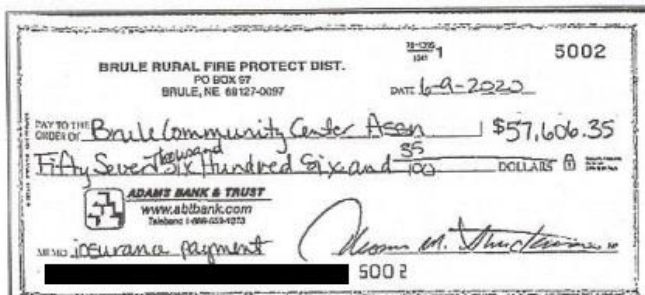 5002
BRULE RURAL FIRE PROTECT DIST.
PO BOX 97
BRULE, NE 69127-0097
DATE 6-9-2020
PAY TO THE ORDER OF Brule Community Center Assn $57,606.35
Fifty Seven Thousand Six Hundred Six and 35/100 DOLLARS
ADAMS BANK & TRUST
www.abtbank.com
MEMO insurance payment
5002